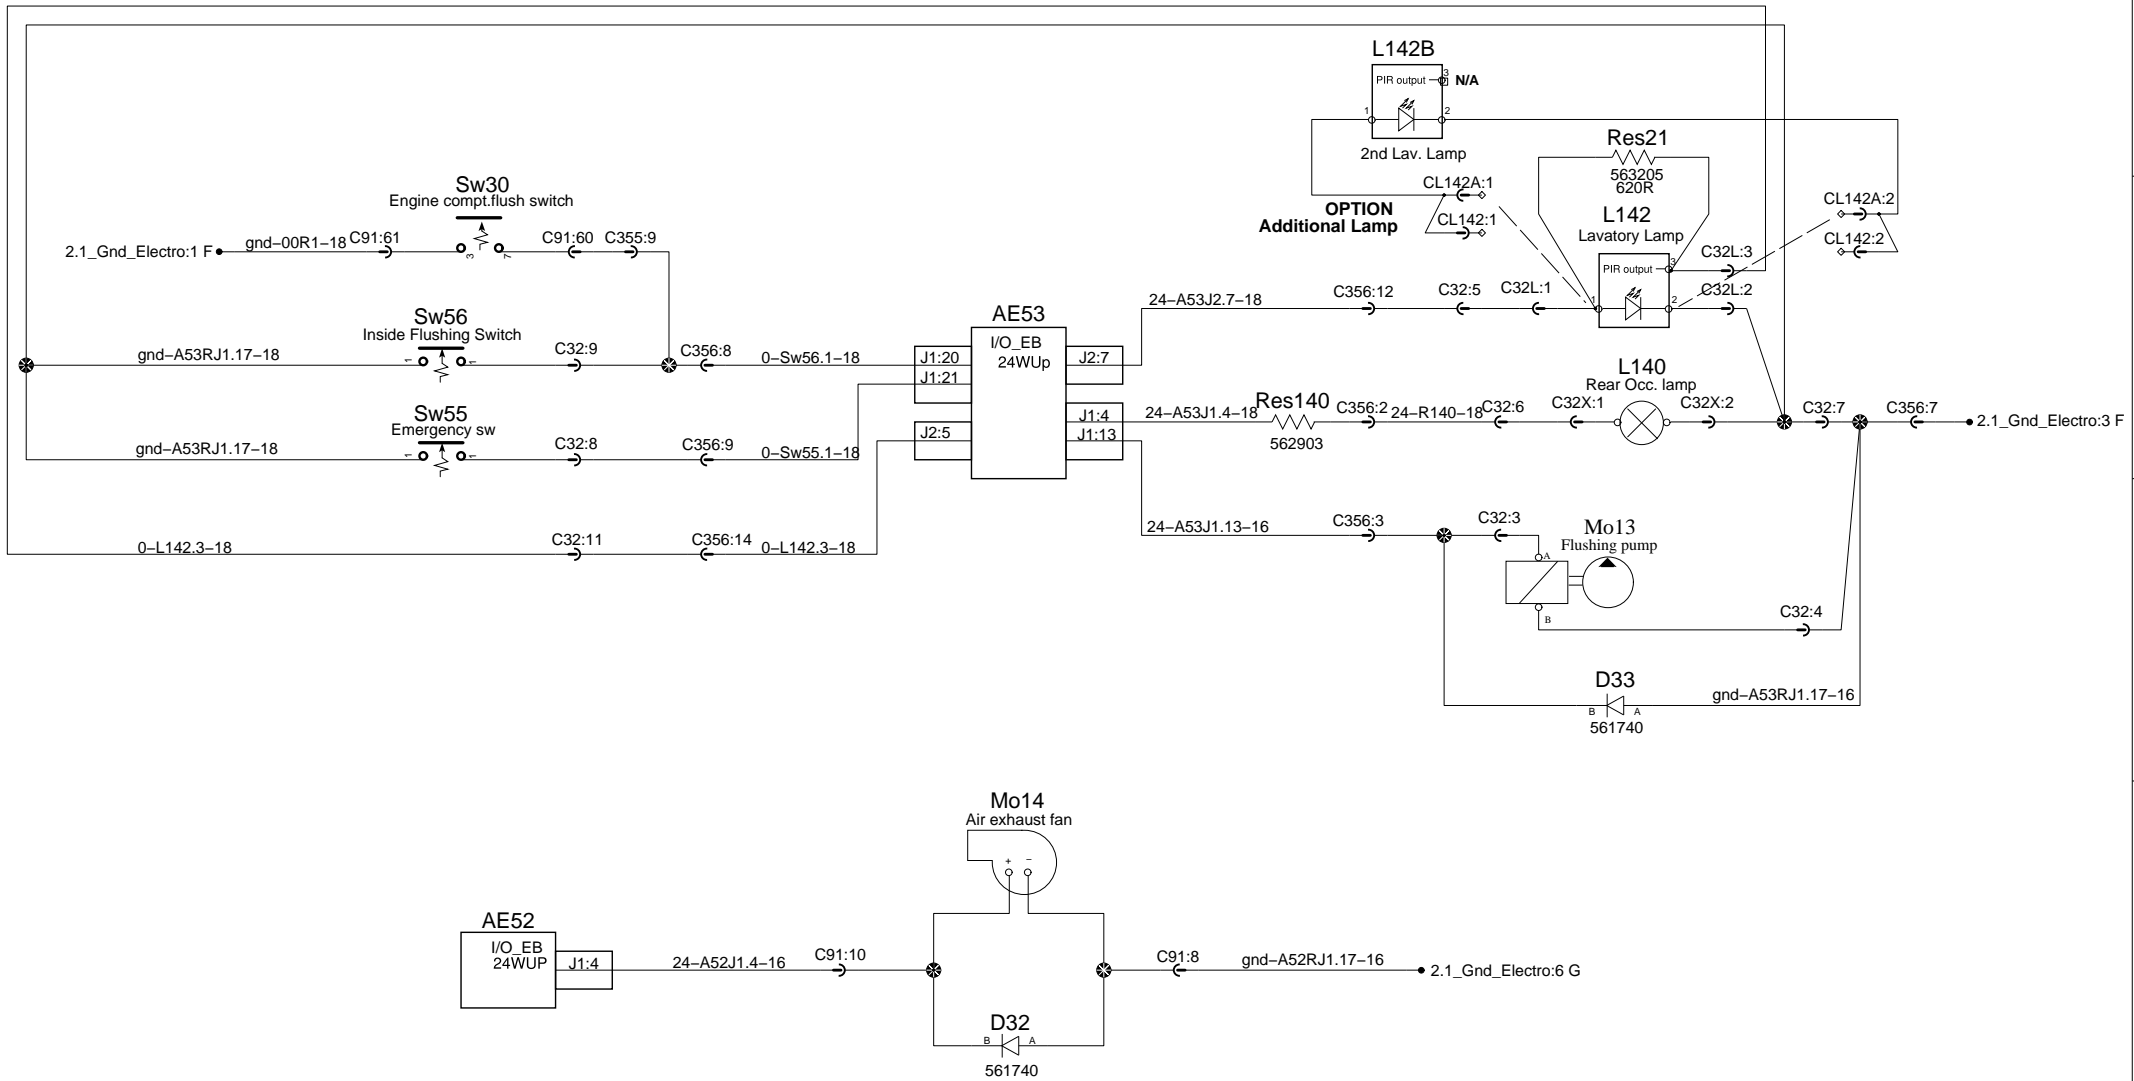 L142B
PIR output
3
N/A
1
2
2nd Lav. Lamp
Res21
563205
620R
CL142A:1
CL142:1
OPTION
Additional Lamp
L142
Lavatory Lamp
PIR output
3
1
2
CL142A:2
CL142:2
C32L:3
C32L:2
Sw30
Engine compt.flush switch
2.1_Gnd_Electro:1 F
gnd–00R1–18
C91:61
3
7
C91:60
C355:9
24–A53J2.7–18
C356:12
C32:5
C32L:1
Sw56
Inside Flushing Switch
gnd–A53RJ1.17–18
1
1
C32:9
C356:8
0–Sw56.1–18
AE53
I/O_EB
24WUp
J1:20
J1:21
J2:5
J2:7
J1:4
J1:13
L140
Rear Occ. lamp
24–A53J1.4–18
Res140
562903
C356:2
24–R140–18
C32:6
C32X:1
C32X:2
C32:7
C356:7
2.1_Gnd_Electro:3 F
Sw55
Emergency sw
gnd–A53RJ1.17–18
1
1
C32:8
C356:9
0–Sw55.1–18
0–L142.3–18
C32:11
C356:14
0–L142.3–18
24–A53J1.13–16
C356:3
C32:3
Mo13
Flushing pump
A
B
C32:4
D33
B
A
561740
gnd–A53RJ1.17–16
Mo14
Air exhaust fan
+
–
AE52
I/O_EB
24WUP
J1:4
24–A52J1.4–16
C91:10
C91:8
gnd–A52RJ1.17–16
2.1_Gnd_Electro:6 G
D32
B
A
561740